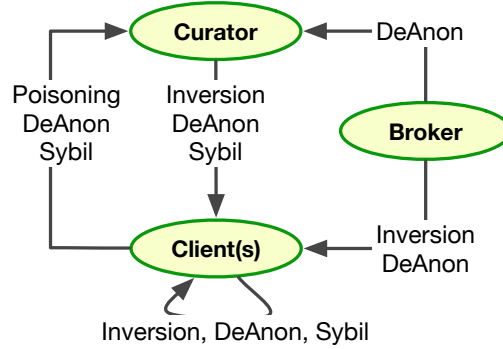 Curator
DeAnon
Poisoning
DeAnon
Sybil
Inversion
DeAnon
Sybil
Broker
Client(s)
Inversion
DeAnon
Inversion, DeAnon, Sybil